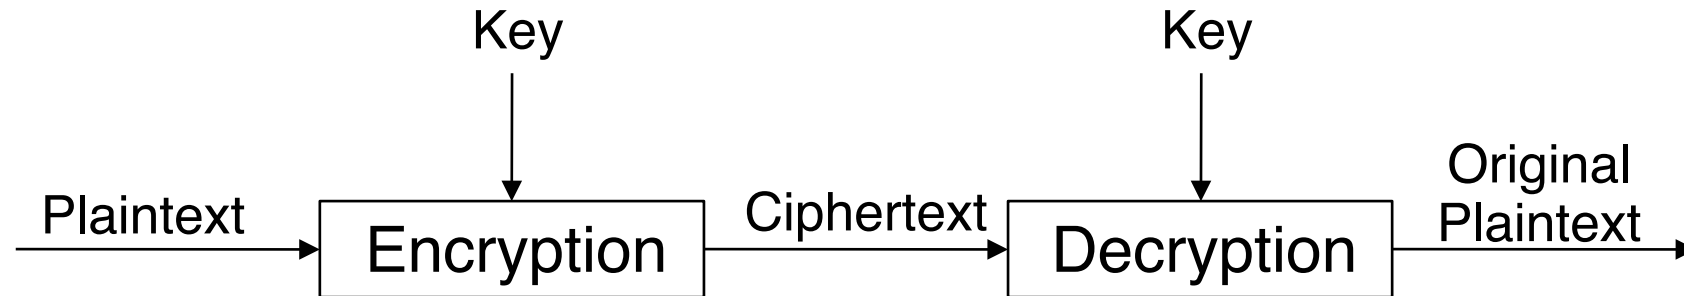 Key
Key
Plaintext
Encryption
Ciphertext
Decryption
Original
Plaintext